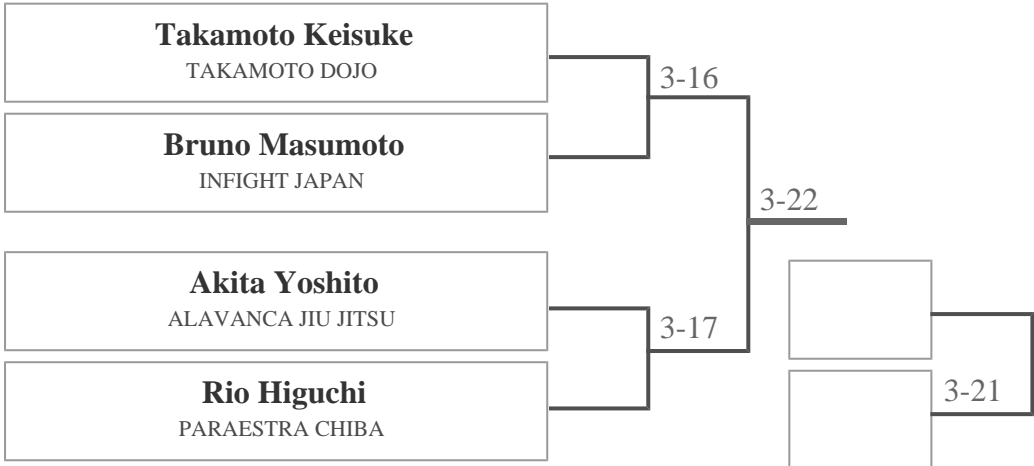 Takamoto Keisuke
TAKAMOTO DOJO
3-16
Bruno Masumoto
INFIGHT JAPAN
3-22
Akita Yoshito
ALAVANCA JIU JITSU
3-17
Rio Higuchi
PARAESTRA CHIBA
3-21